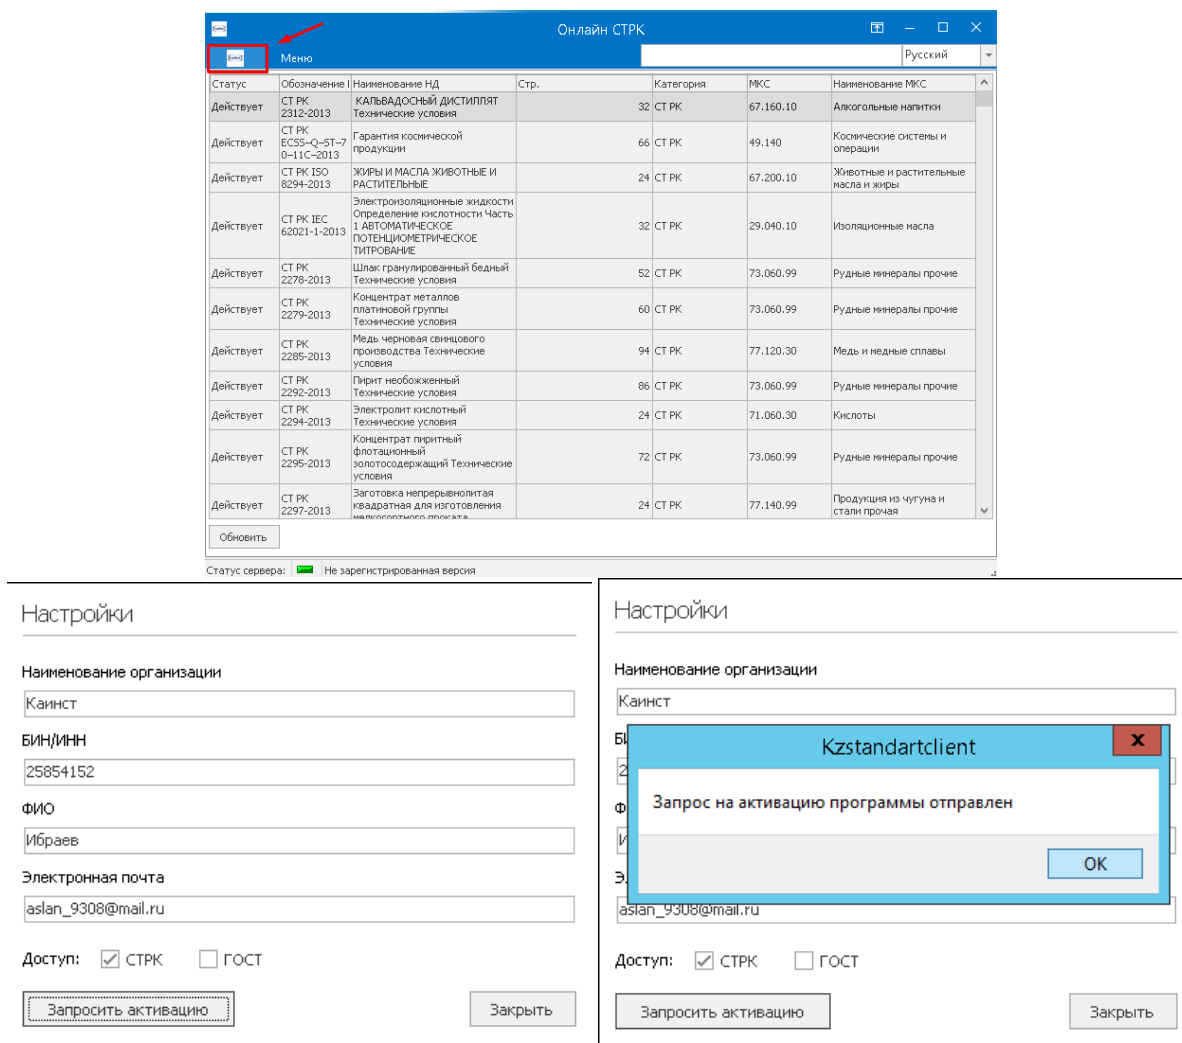 Онлайн СТРК
Меню
Русский
Статус Обозначение Наименование НД Стр. Категория МКС Наименование МКС
Действует СТ РК 2312-2013 КАЛЬВАДОСНЫЙ ДИСТИЛЛЯТ Технические условия 32 СТ РК 67.160.10 Алкогольные напитки
Действует СТ РК ECSS-Q-ST-70-11C-2013 Гарантия космической продукции 66 СТ РК 49.140 Космические системы и операции
Действует СТ РК ISO 8294-2013 ЖИРЫ И МАСЛА ЖИВОТНЫЕ И РАСТИТЕЛЬНЫЕ 24 СТ РК 67.200.10 Животные и растительные масла и жиры
Действует СТ РК IEC 62021-1-2013 Электроизоляционные жидкости Определение кислотности Часть 1 АВТОМАТИЧЕСКОЕ ПОТЕНЦИОМЕТРИЧЕСКОЕ ТИТРОВАНИЕ 32 СТ РК 29.040.10 Изоляционные масла
Действует СТ РК 2278-2013 Шлак гранулированный бедный Технические условия 52 СТ РК 73.060.99 Рудные минералы прочие
Действует СТ РК 2279-2013 Концентрат металлов платиновой группы Технические условия 60 СТ РК 73.060.99 Рудные минералы прочие
Действует СТ РК 2285-2013 Медь черновая свинцового производства Технические условия 94 СТ РК 77.120.30 Медь и медные сплавы
Действует СТ РК 2292-2013 Пирит необожженный Технические условия 86 СТ РК 73.060.99 Рудные минералы прочие
Действует СТ РК 2294-2013 Электролит кислотный Технические условия 24 СТ РК 71.060.30 Кислоты
Действует СТ РК 2295-2013 Концентрат пиритный флотационный золотосодержащий Технические условия 72 СТ РК 73.060.99 Рудные минералы прочие
Действует СТ РК 2297-2013 Заготовка непрерывнолитая квадратная для изготовления мелкосортного проката 24 СТ РК 77.140.99 Продукция из чугуна и стали прочая
Обновить
Статус сервера: Не зарегистрированная версия
Настройки
Наименование организации
Каинст
БИН/ИНН
25854152
ФИО
Ибраев
Электронная почта
aslan_9308@mail.ru
Доступ: СТРК ГОСТ
Запросить активацию Закрыть
Настройки
Наименование организации
Каинст
Kzstandartclient
X
Запрос на активацию программы отправлен
OK
aslan_9308@mail.ru
Доступ: СТРК ГОСТ
Запросить активацию Закрыть